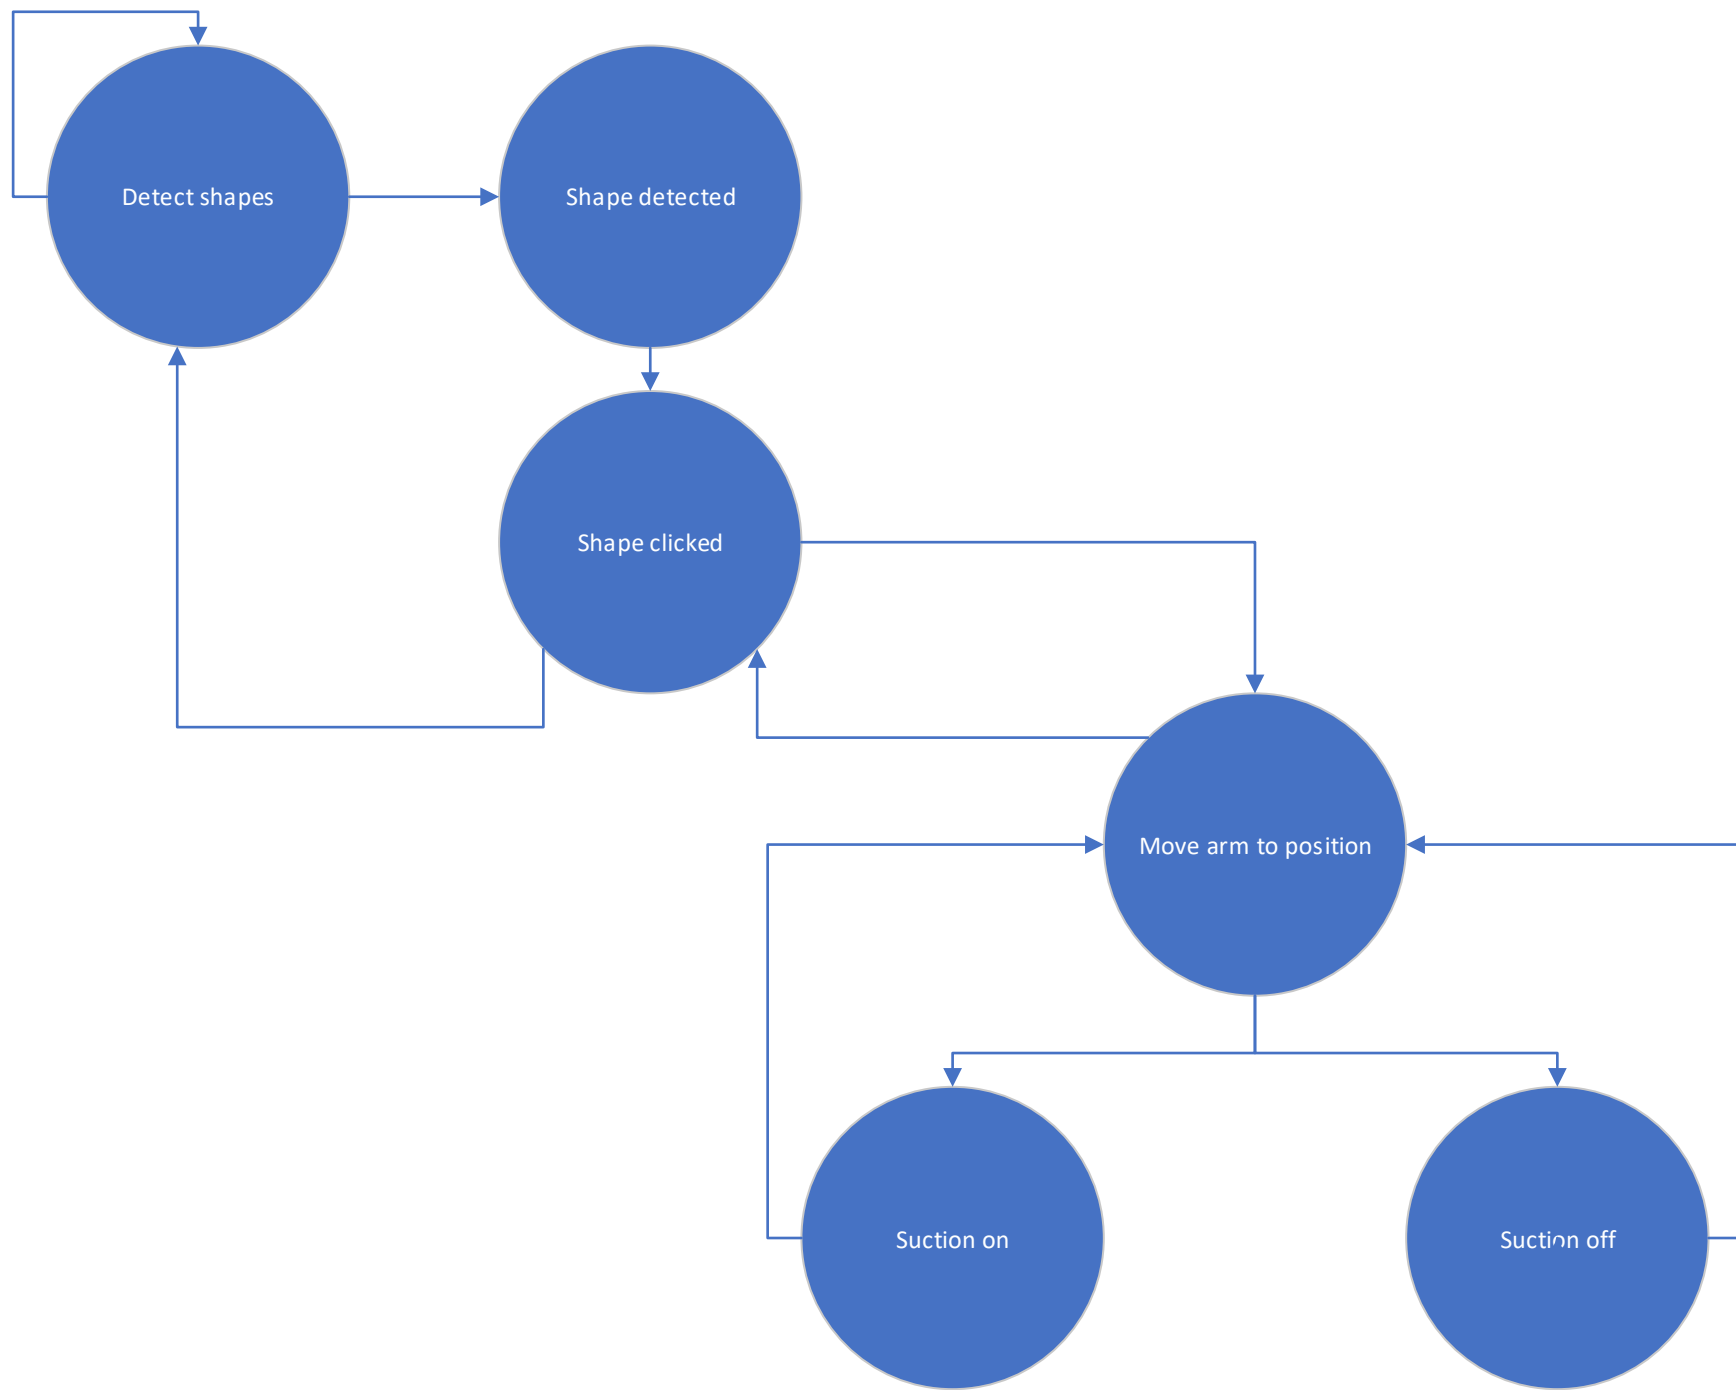 Detect shapes
Shape detected
Shape clicked
Move arm to position
Suction on
Suction off